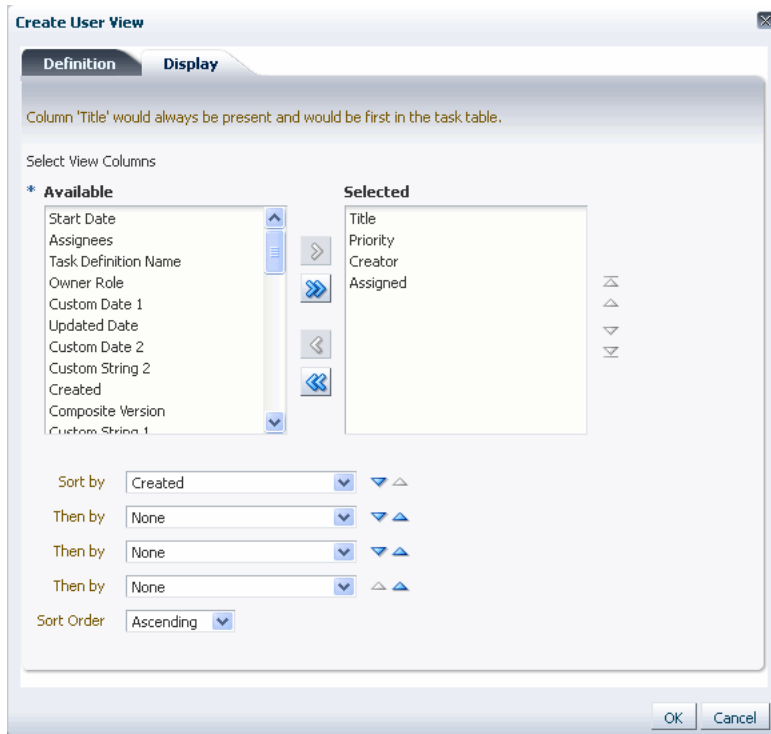 Create User View
Definition
Display
Column 'Title' would always be present and would be first in the task table.
Select View Columns
* Available
Selected
Start Date
Assignees
Task Definition Name
Owner Role
Custom Date 1
Updated Date
Custom Date 2
Custom String 2
Created
Composite Version
Custom String 1
Title
Priority
Creator
Assigned
Sort by Created
Then by None
Then by None
Then by None
Sort Order Ascending
OK Cancel